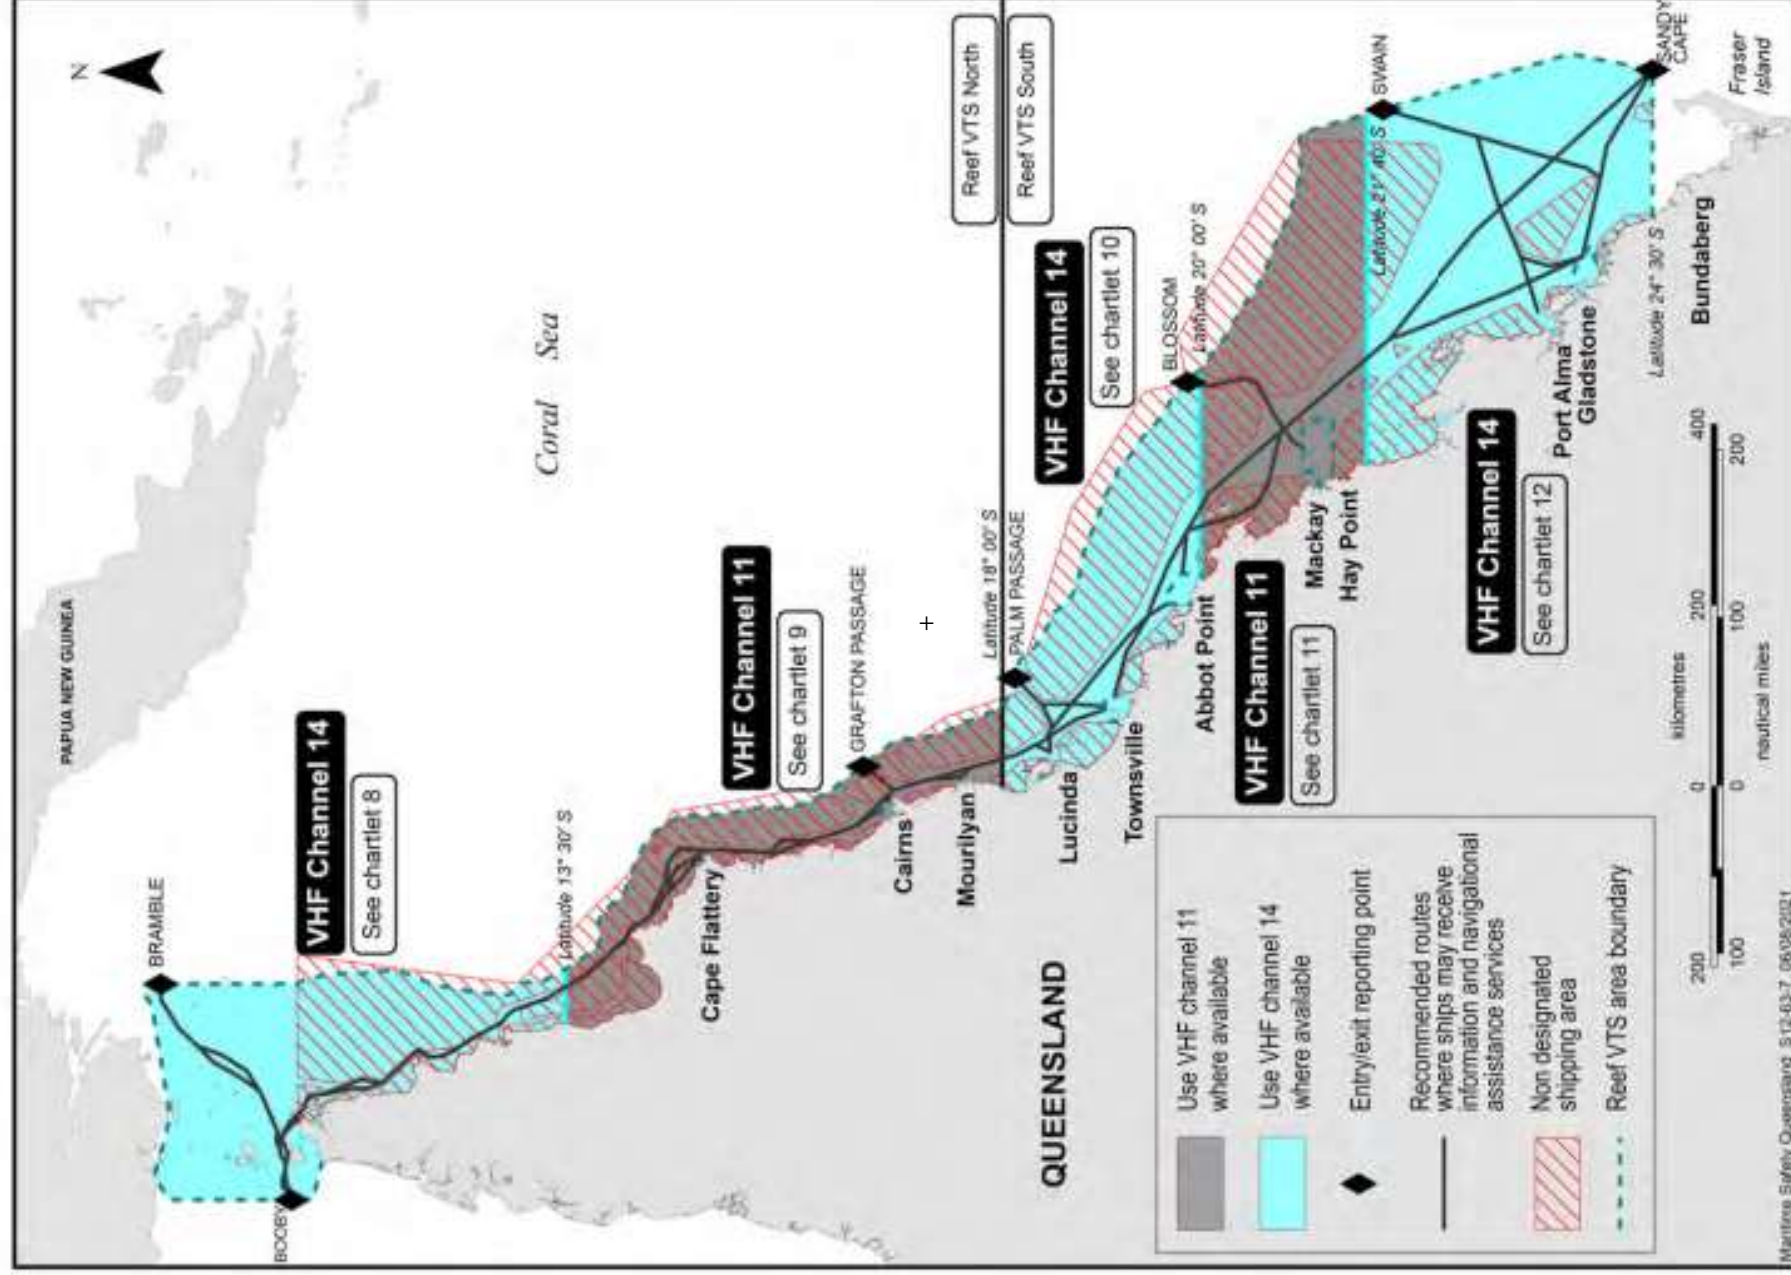 N
PAPUA NEW GUINEA
BRAMBLE
BOOBY
VHF Channel 14
See chartlet 8
Coral Sea
Latitude 13° 30' S
Cape Flattery
VHF Channel 11
See chartlet 9
GRAFTON PASSAGE
Cairns
Mourilyan
Reef VTS North
Reef VTS South
Latitude 18° 00' S
PALM PASSAGE
Lucinda
Townsville
VHF Channel 14
See chartlet 10
BLOSSOM
Latitude 20° 00' S
Abbot Point
VHF Channel 11
See chartlet 11
Mackay
Hay Point
SWAIN
Latitude 21° 40' S
VHF Channel 14
See chartlet 12
Port Alma
Gladstone
Latitude 24° 30' S
Bundaberg
SANDY
CAPE
Fraser
Island
QUEENSLAND
Use VHF channel 11
where available
Use VHF channel 14
where available
Entry/exit reporting point
Recommended routes
where ships may receive
information and navigational
assistance services
Non designated
shipping area
Reef VTS area boundary
kilometres
200 0 200 400
100 0 100 200
nautical miles
Maritime Safety Queensland